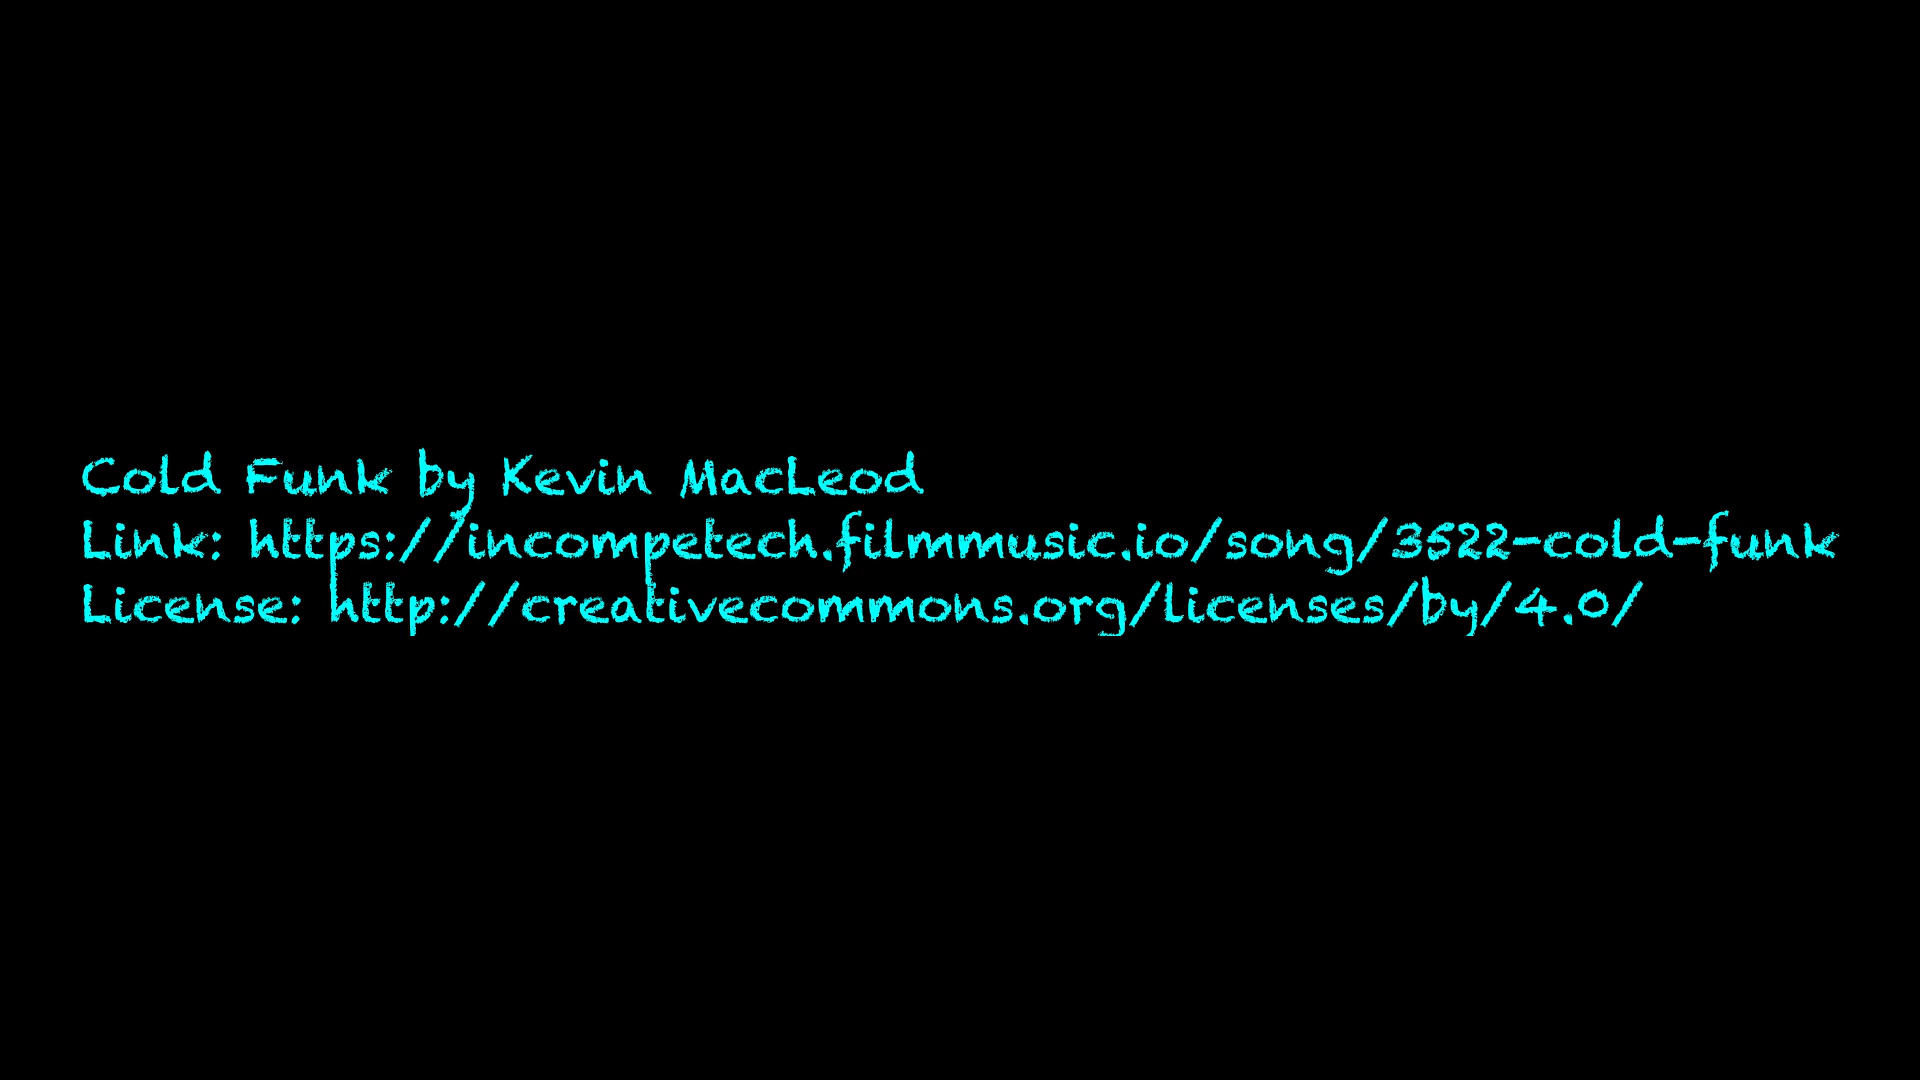 Cold Funk by Kevin MacLeod
Link: https://incompetech.filmmusic.io/song/3522-cold-funk
License: http://creativecommons.org/licenses/by/4.0/